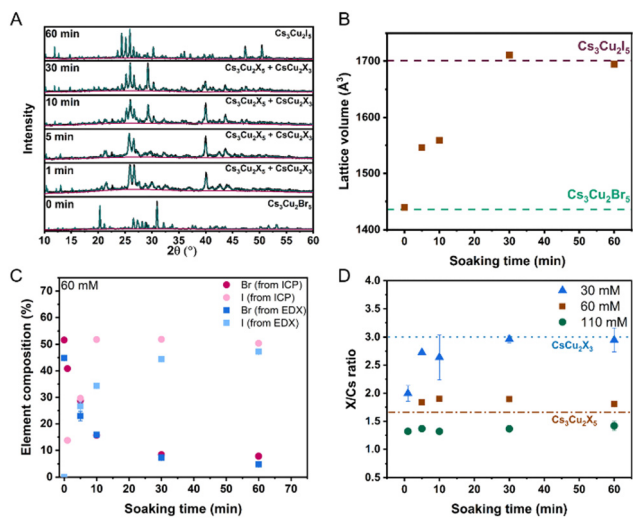 A
60 min
Cs3Cu2I5
30 min
Cs3Cu2X5 + CsCu2X3
10 min
Cs3Cu2X5 + CsCu2X3
5 min
Cs3Cu2X5 + CsCu2X3
1 min
Cs3Cu2X5 + CsCu2X3
0 min
Cs3Cu2Br5
Intensity
10 15 20 25 30 35 40 45 50 55 60
2θ (°)
B
Cs3Cu2I5
Cs3Cu2Br5
Lattice volume (Å3)
1700
1600
1500
1400
0 10 20 30 40 50 60
Soaking time (min)
C
60 mM
Br (from ICP)
I (from ICP)
Br (from EDX)
I (from EDX)
Element composition (%)
80
70
60
50
40
30
20
10
0
0 10 20 30 40 50 60 70
Soaking time (min)
D
30 mM
60 mM
110 mM
CsCu2X3
Cs3Cu2X5
X/Cs ratio
4.0
3.5
3.0
2.5
2.0
1.5
1.0
0.5
0 10 20 30 40 50 60
Soaking time (min)